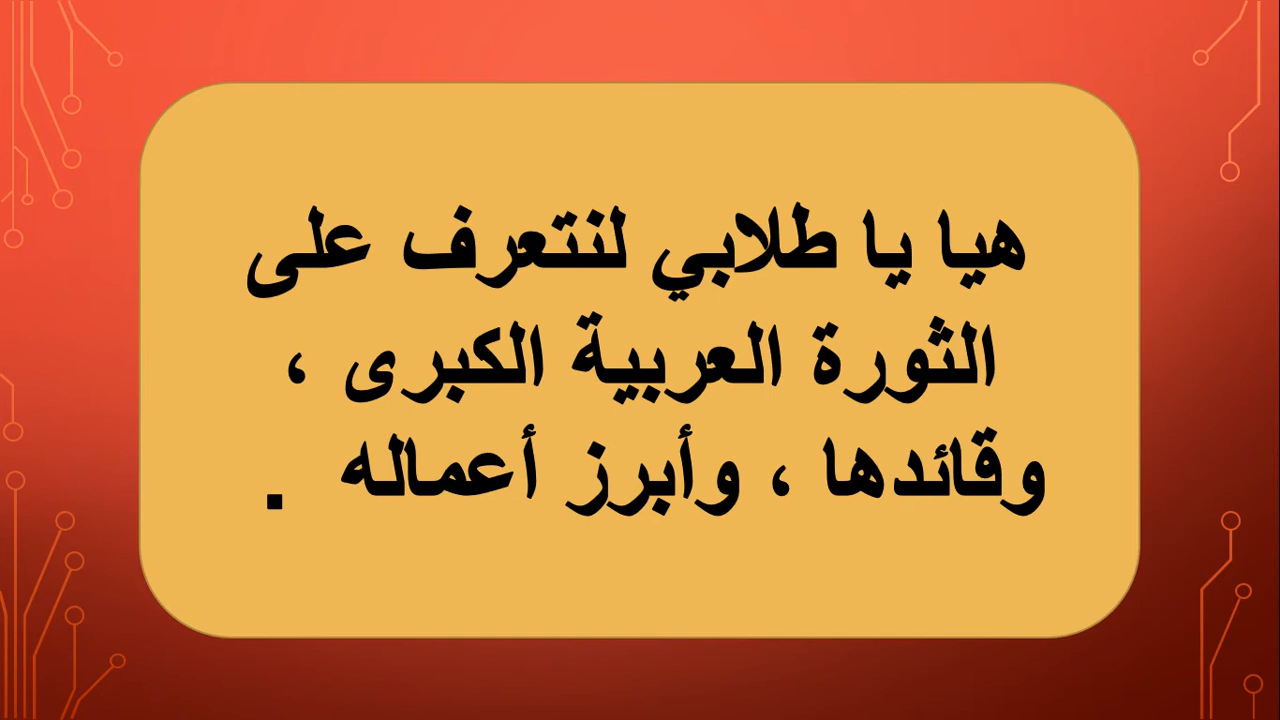 هيا يا طلابي لنتعرف على
الثورة العربية الكبرى ،
وقائدها ، وأبرز أعماله .